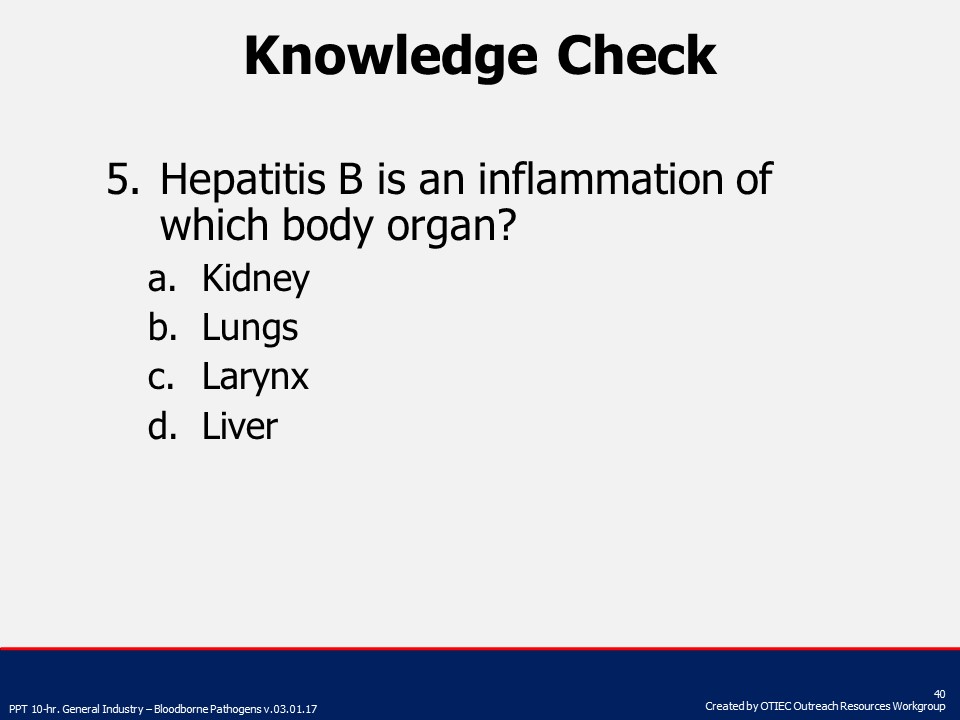 Knowledge Check
5. Hepatitis B is an inflammation of
which body organ?
a. Kidney
b. Lungs
c. Larynx
d. Liver
40
PPT 10-hr. General Industry – Bloodborne Pathogens v.03.01.17
Created by OTIEC Outreach Resources Workgroup